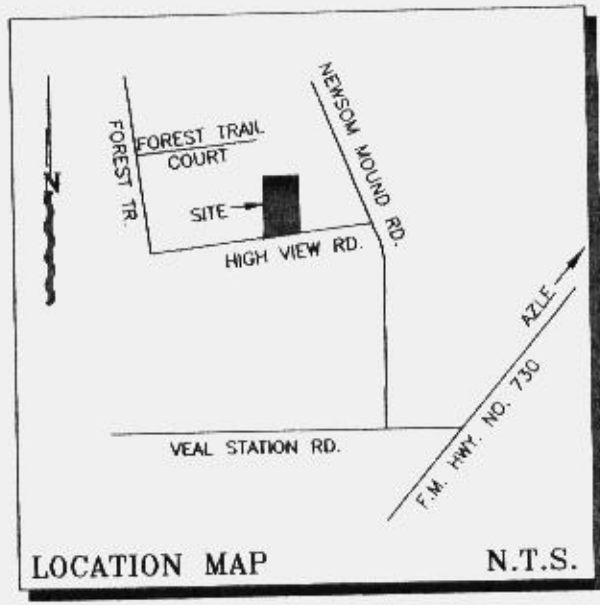 NEWSOM MOUND RD.
FOREST TR.
FOREST TRAIL
COURT
N
SITE
HIGH VIEW RD.
AZLE
F.M. HWY. NO. 730
VEAL STATION RD.
LOCATION MAP
N.T.S.